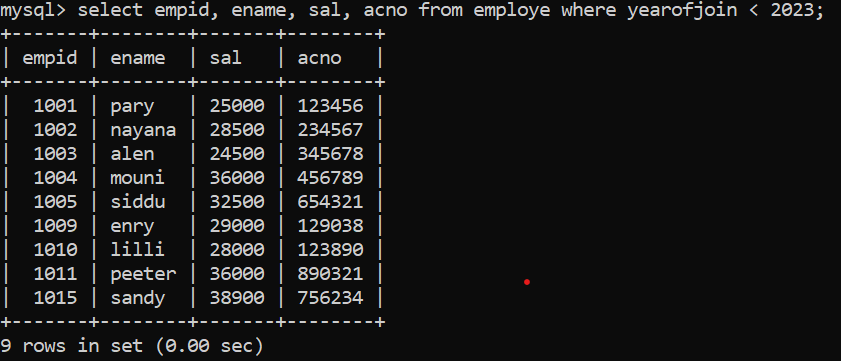 mysql> select empid, ename, sal, acno from employe where yearofjoin < 2023;
+-------+--------+-------+--------+
| empid | ename  | sal   | acno   |
+-------+--------+-------+--------+
|  1001 | pary   | 25000 | 123456 |
|  1002 | nayana | 28500 | 234567 |
|  1003 | alen   | 24500 | 345678 |
|  1004 | mouni  | 36000 | 456789 |
|  1005 | siddu  | 32500 | 654321 |
|  1009 | enry   | 29000 | 129038 |
|  1010 | lilli  | 28000 | 123890 |
|  1011 | peeter | 36000 | 890321 |
|  1015 | sandy  | 38900 | 756234 |
+-------+--------+-------+--------+
9 rows in set (0.00 sec)